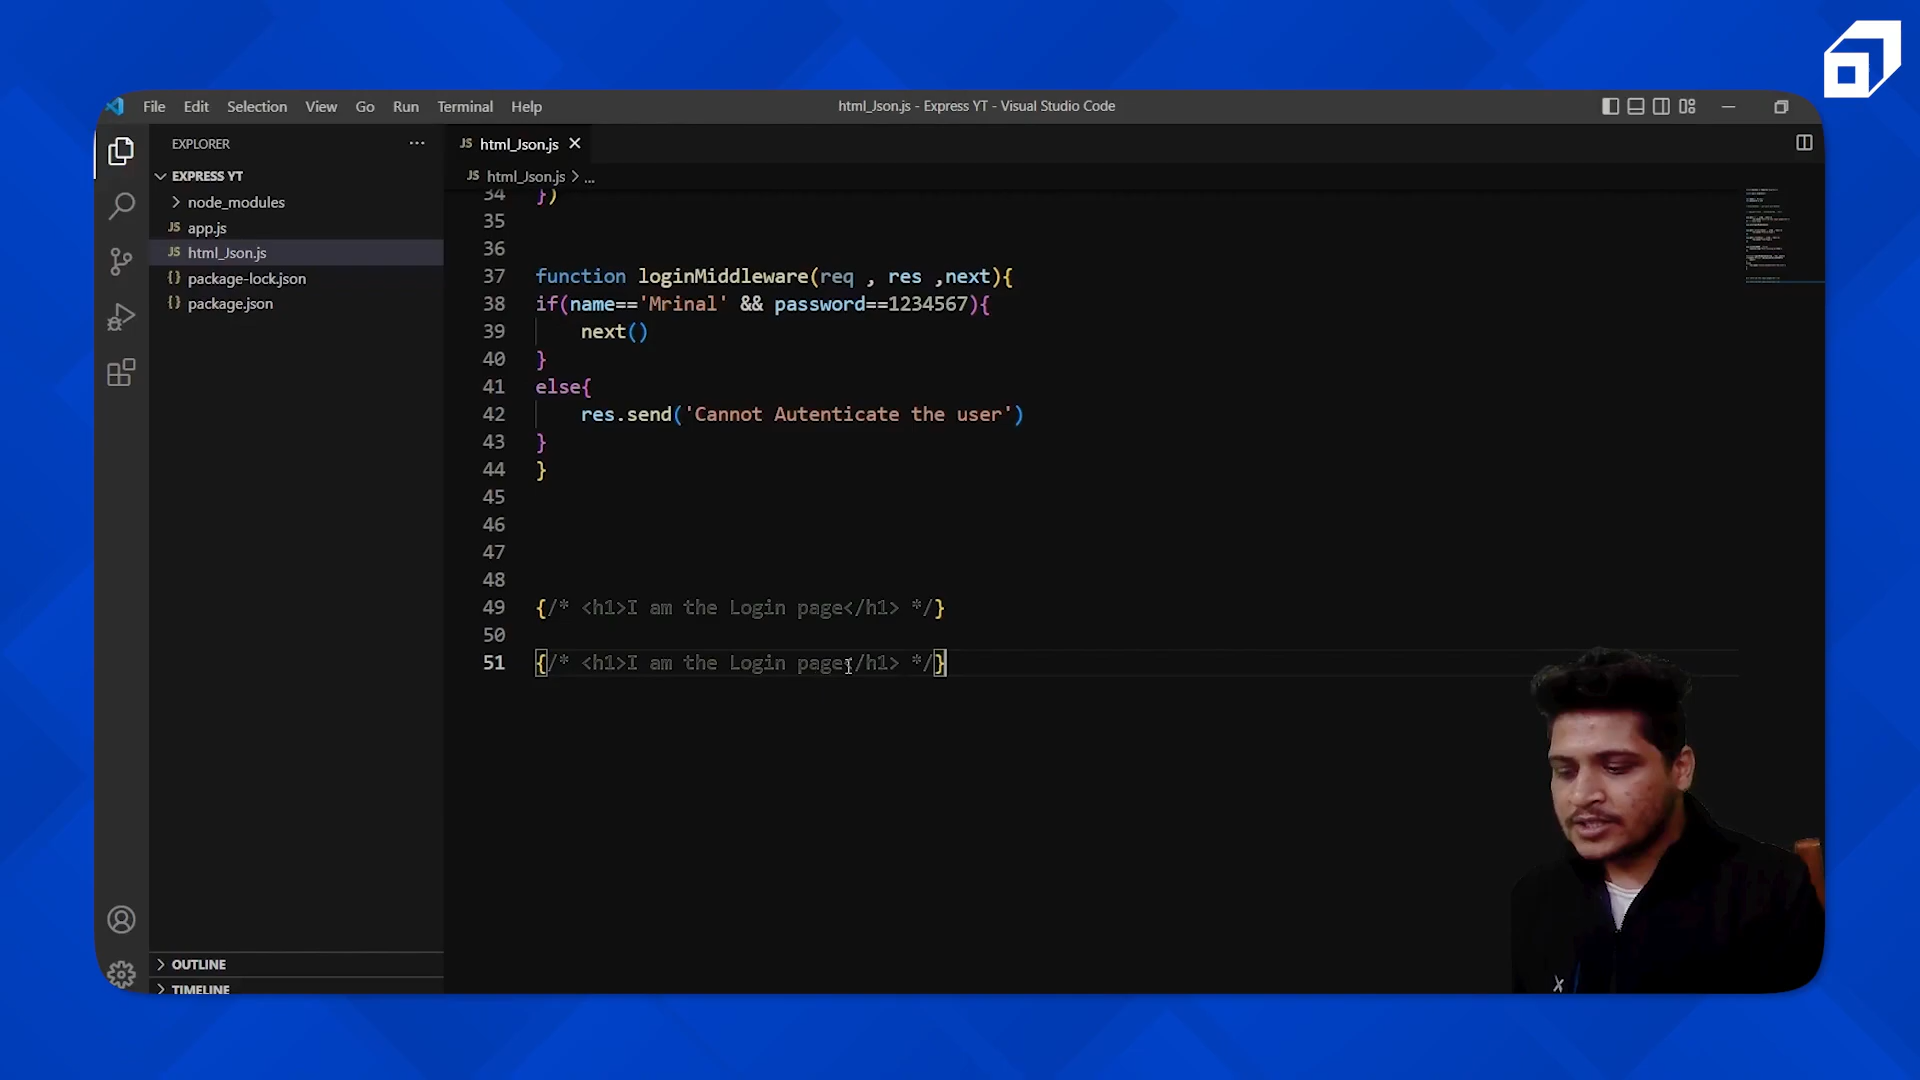 File Edit Selection View Go Run Terminal Help
html_Json.js - Express YT - Visual Studio Code
EXPLORER
EXPRESS YT
node_modules
JS app.js
JS html_Json.js
{} package-lock.json
{} package.json
OUTLINE
TIMELINE
JS html_Json.js
JS html_Json.js > ...
34 })
35
36
37 function loginMiddleware(req , res ,next){
38 if(name=='Mrinal' && password==1234567){
39 next()
40 }
41 else{
42 res.send('Cannot Autenticate the user')
43 }
44 }
45
46
47
48
49 {/* <h1>I am the Login page</h1> */}
50
51 {/* <h1>I am the Login page</h1> */}